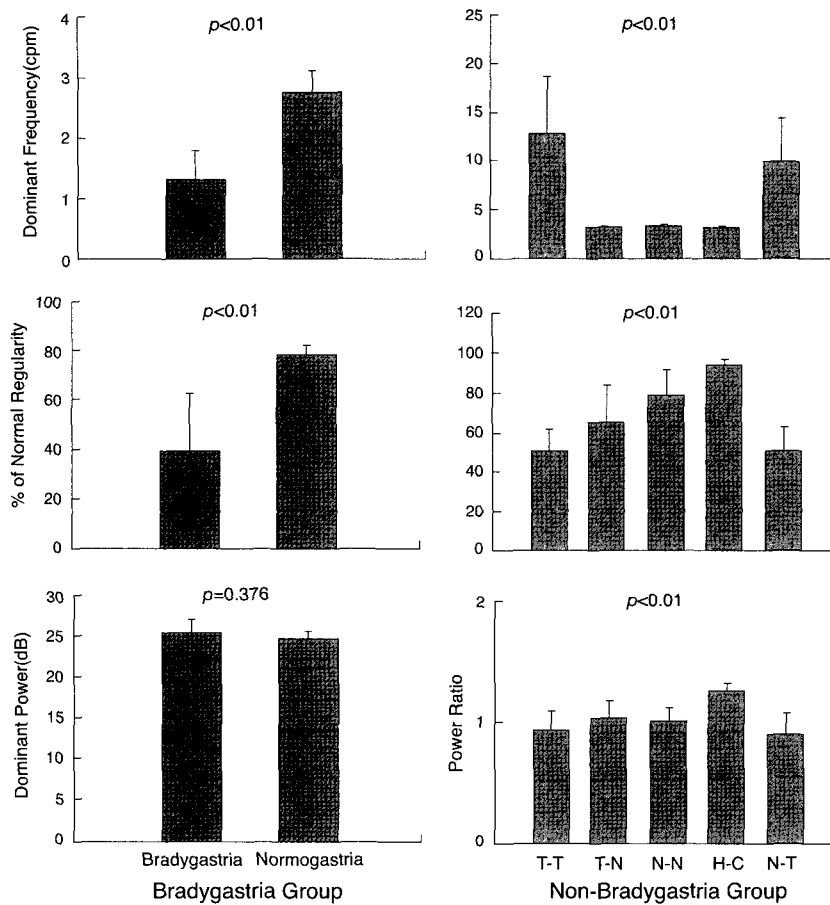 p<0.01
Dominant Frequency(cpm)
4
3
2
1
0
p<0.01
25
20
15
10
5
0
p<0.01
% of Normal Regurity
100
80
60
40
20
0
p<0.01
120
100
80
60
40
20
0
p=0.376
Dominant Power(dB)
30
25
20
15
10
5
0
Bradygastria Normogastria
Bradygastria Group
p<0.01
Power Ratio
2
1
0
T-T T-N N-N H-C N-T
Non-Bradygastria Group